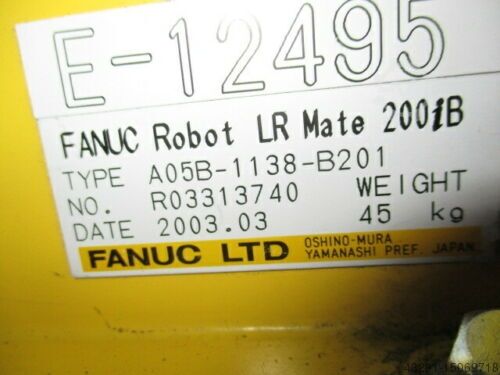 E-12495
FANUC Robot LR Mate 200iB
TYPE A05B-1138-B201
NO. R03313740 WEIGHT
DATE 2003.03 45 kg
FANUC LTD OSHINO-MURA
YAMANASHI PREF. JAPAN